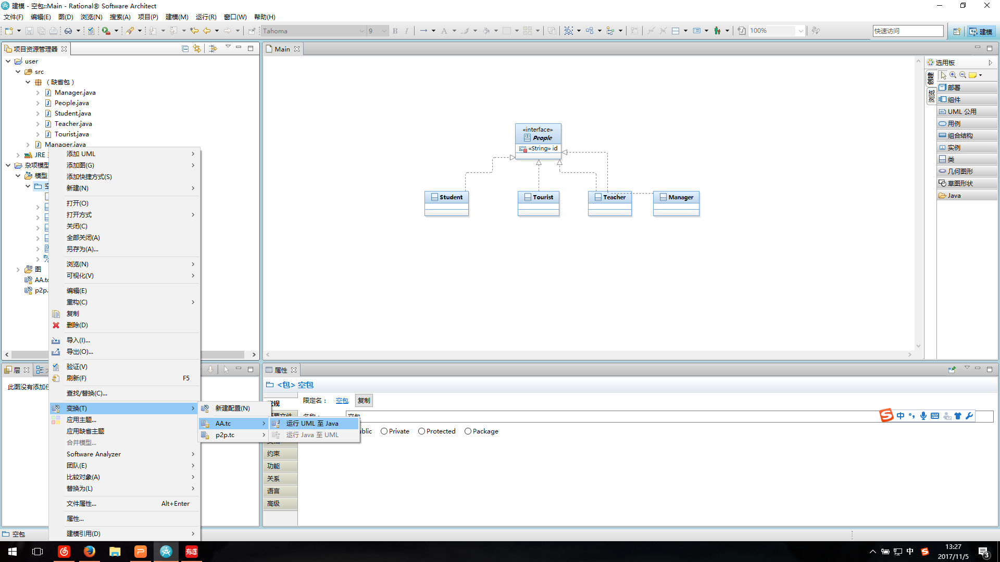 建模 - 空包::Main - Rational® Software Architect
文件(F) 编辑(E) 图(D) 浏览(N) 搜索(A) 项目(P) 建模(M) 运行(R) 窗口(W) 帮助(H)
Tahoma 9 B I A 100% 快速访问 建模
项目资源管理器
user
src
（缺省包）
Manager.java
People.java
Student.java
Teacher.java
Tourist.java
Manager.java
JRE
杂项模型
模型
图
AA.tc
p2p.
添加 UML
添加图(G)
添加快捷方式(S)
新建(N)
打开(O)
打开方式
关闭(C)
全部关闭(A)
另存为(A)...
浏览(N)
可视化(V)
编辑(E)
重构(C)
复制
删除(D)
导入(I)...
导出(O)...
验证(V)
刷新(F) F5
查找/替换(C)...
变换(T)
应用主题...
应用缺省主题
合并模型...
Software Analyzer
团队(E)
比较对象(A)
替换为(L)
文件属性... Alt+Enter
属性...
建模引用(D)
新建配置(N)
AA.tc
p2p.tc
运行 UML 至 Java
运行 Java 至 UML
Main
«interface»
People
«String» id
Student
Tourist
Teacher
Manager
选用板
创建
浏览
部署
组件
UML 公用
用例
组合结构
实例
类
几何图形
草图形状
Java
层
此图没有添加
属性
<包> 空包
常规
限定名： 空包 复制
名称： 空包
blic Private Protected Package
约束
功能
关系
语言
高级
中
空包
有道
中
13:27
2017/11/5
3